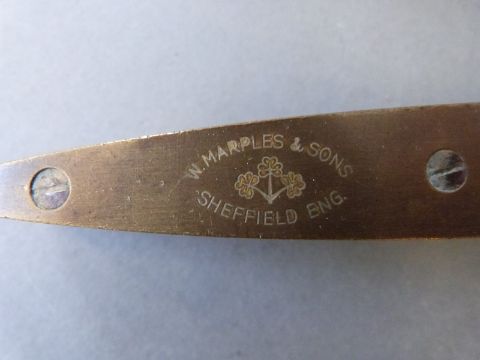 W. MARPLES & SONS
SHEFFIELD ENG.